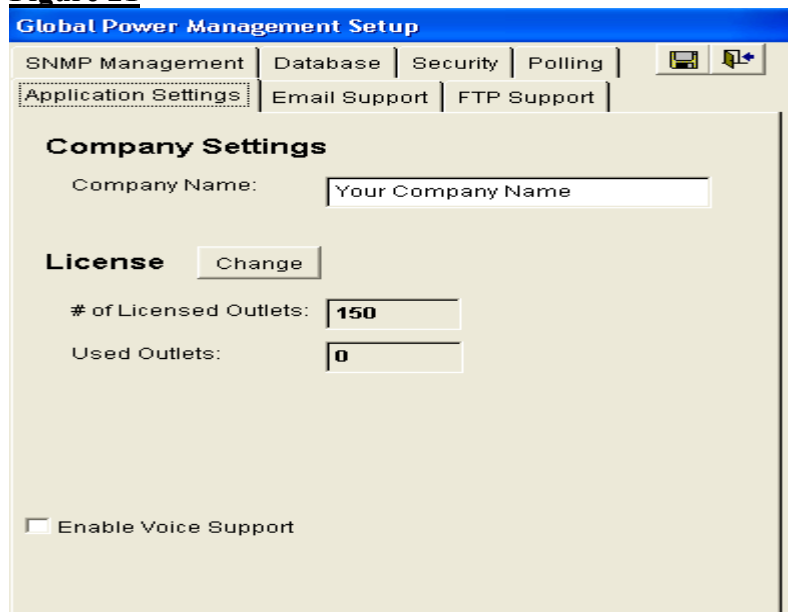 Global Power Management Setup
SNMP Management Database Security Polling
Application Settings Email Support FTP Support
Company Settings
Company Name: Your Company Name
License Change
# of Licensed Outlets: 150
Used Outlets: 0
Enable Voice Support